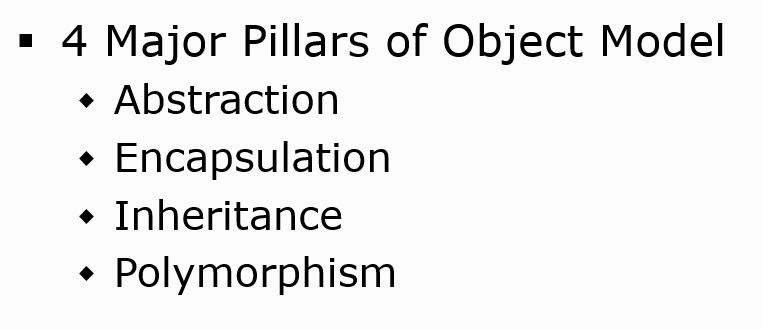 ▪ 4 Major Pillars of Object Model
◆ Abstraction
◆ Encapsulation
◆ Inheritance
◆ Polymorphism